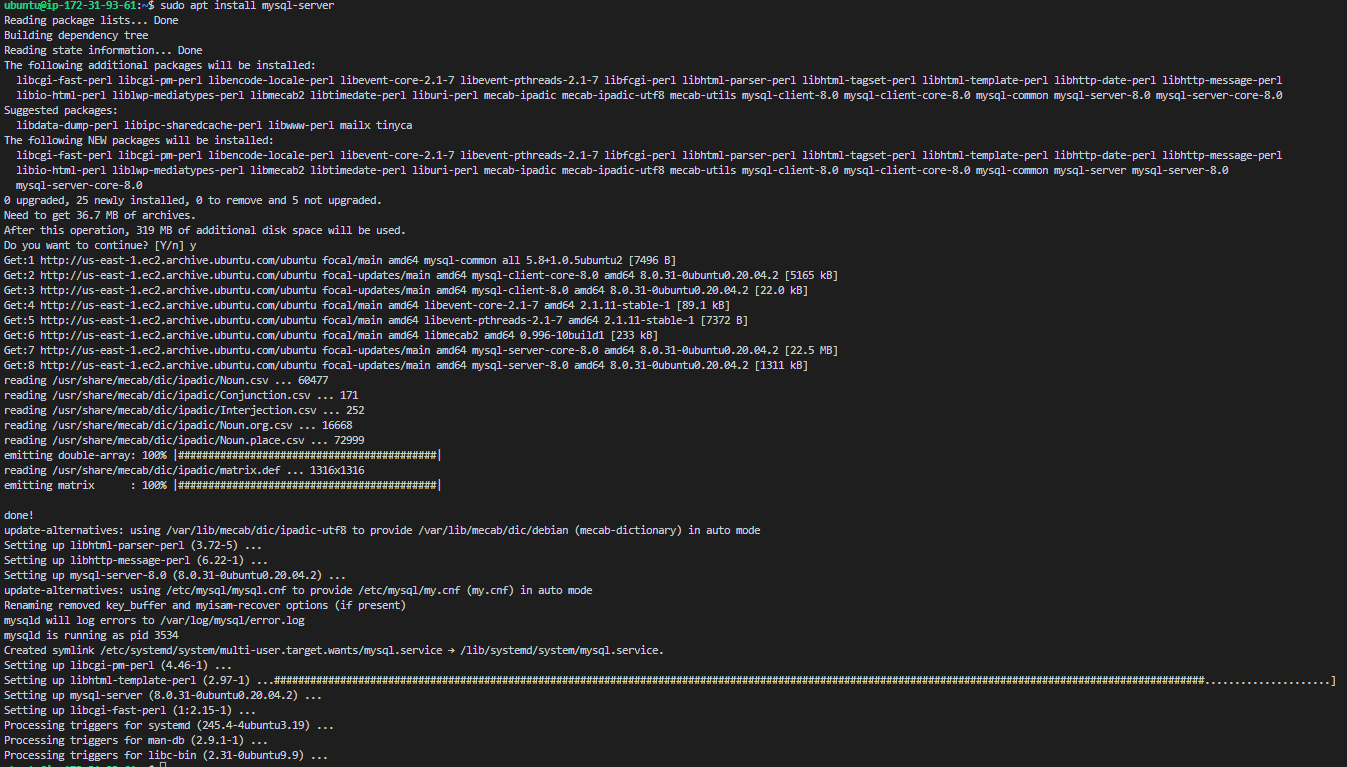 ubuntu@ip-172-31-93-61:~$ sudo apt install mysql-server
Reading package lists... Done
Building dependency tree
Reading state information... Done
The following additional packages will be installed:
  libcgi-fast-perl libcgi-pm-perl libencode-locale-perl libevent-core-2.1-7 libevent-pthreads-2.1-7 libfcgi-perl libhtml-parser-perl libhtml-tagset-perl libhtml-template-perl libhttp-date-perl libhttp-message-perl
  libio-html-perl liblwp-mediatypes-perl libmecab2 libtimedate-perl liburi-perl mecab-ipadic mecab-ipadic-utf8 mecab-utils mysql-client-8.0 mysql-client-core-8.0 mysql-common mysql-server-8.0 mysql-server-core-8.0
Suggested packages:
  libdata-dump-perl libipc-sharedcache-perl libwww-perl mailx tinyca
The following NEW packages will be installed:
  libcgi-fast-perl libcgi-pm-perl libencode-locale-perl libevent-core-2.1-7 libevent-pthreads-2.1-7 libfcgi-perl libhtml-parser-perl libhtml-tagset-perl libhtml-template-perl libhttp-date-perl libhttp-message-perl
  libio-html-perl liblwp-mediatypes-perl libmecab2 libtimedate-perl liburi-perl mecab-ipadic mecab-ipadic-utf8 mecab-utils mysql-client-8.0 mysql-client-core-8.0 mysql-common mysql-server mysql-server-8.0
  mysql-server-core-8.0
0 upgraded, 25 newly installed, 0 to remove and 5 not upgraded.
Need to get 36.7 MB of archives.
After this operation, 319 MB of additional disk space will be used.
Do you want to continue? [Y/n] y
Get:1 http://us-east-1.ec2.archive.ubuntu.com/ubuntu focal/main amd64 mysql-common all 5.8+1.0.5ubuntu2 [7496 B]
Get:2 http://us-east-1.ec2.archive.ubuntu.com/ubuntu focal-updates/main amd64 mysql-client-core-8.0 amd64 8.0.31-0ubuntu0.20.04.2 [5165 kB]
Get:3 http://us-east-1.ec2.archive.ubuntu.com/ubuntu focal-updates/main amd64 mysql-client-8.0 amd64 8.0.31-0ubuntu0.20.04.2 [22.0 kB]
Get:4 http://us-east-1.ec2.archive.ubuntu.com/ubuntu focal/main amd64 libevent-core-2.1-7 amd64 2.1.11-stable-1 [89.1 kB]
Get:5 http://us-east-1.ec2.archive.ubuntu.com/ubuntu focal/main amd64 libevent-pthreads-2.1-7 amd64 2.1.11-stable-1 [7372 B]
Get:6 http://us-east-1.ec2.archive.ubuntu.com/ubuntu focal/main amd64 libmecab2 amd64 0.996-10build1 [233 kB]
Get:7 http://us-east-1.ec2.archive.ubuntu.com/ubuntu focal-updates/main amd64 mysql-server-core-8.0 amd64 8.0.31-0ubuntu0.20.04.2 [22.5 MB]
Get:8 http://us-east-1.ec2.archive.ubuntu.com/ubuntu focal-updates/main amd64 mysql-server-8.0 amd64 8.0.31-0ubuntu0.20.04.2 [1311 kB]
reading /usr/share/mecab/dic/ipadic/Noun.csv ... 60477
reading /usr/share/mecab/dic/ipadic/Conjunction.csv ... 171
reading /usr/share/mecab/dic/ipadic/Interjection.csv ... 252
reading /usr/share/mecab/dic/ipadic/Noun.org.csv ... 16668
reading /usr/share/mecab/dic/ipadic/Noun.place.csv ... 72999
emitting double-array: 100% |###########################################|
reading /usr/share/mecab/dic/ipadic/matrix.def ... 1316x1316
emitting matrix      : 100% |###########################################|

done!
update-alternatives: using /var/lib/mecab/dic/ipadic-utf8 to provide /var/lib/mecab/dic/debian (mecab-dictionary) in auto mode
Setting up libhtml-parser-perl (3.72-5) ...
Setting up libhttp-message-perl (6.22-1) ...
Setting up mysql-server-8.0 (8.0.31-0ubuntu0.20.04.2) ...
update-alternatives: using /etc/mysql/mysql.cnf to provide /etc/mysql/my.cnf (my.cnf) in auto mode
Renaming removed key_buffer and myisam-recover options (if present)
mysqld will log errors to /var/log/mysql/error.log
mysqld is running as pid 3534
Created symlink /etc/systemd/system/multi-user.target.wants/mysql.service → /lib/systemd/system/mysql.service.
Setting up libcgi-pm-perl (4.46-1) ...
Setting up libhtml-template-perl (2.97-1) ...###########################################################################################################################################################.....................]
Setting up mysql-server (8.0.31-0ubuntu0.20.04.2) ...
Setting up libcgi-fast-perl (1:2.15-1) ...
Processing triggers for systemd (245.4-4ubuntu3.19) ...
Processing triggers for man-db (2.9.1-1) ...
Processing triggers for libc-bin (2.31-0ubuntu9.9) ...